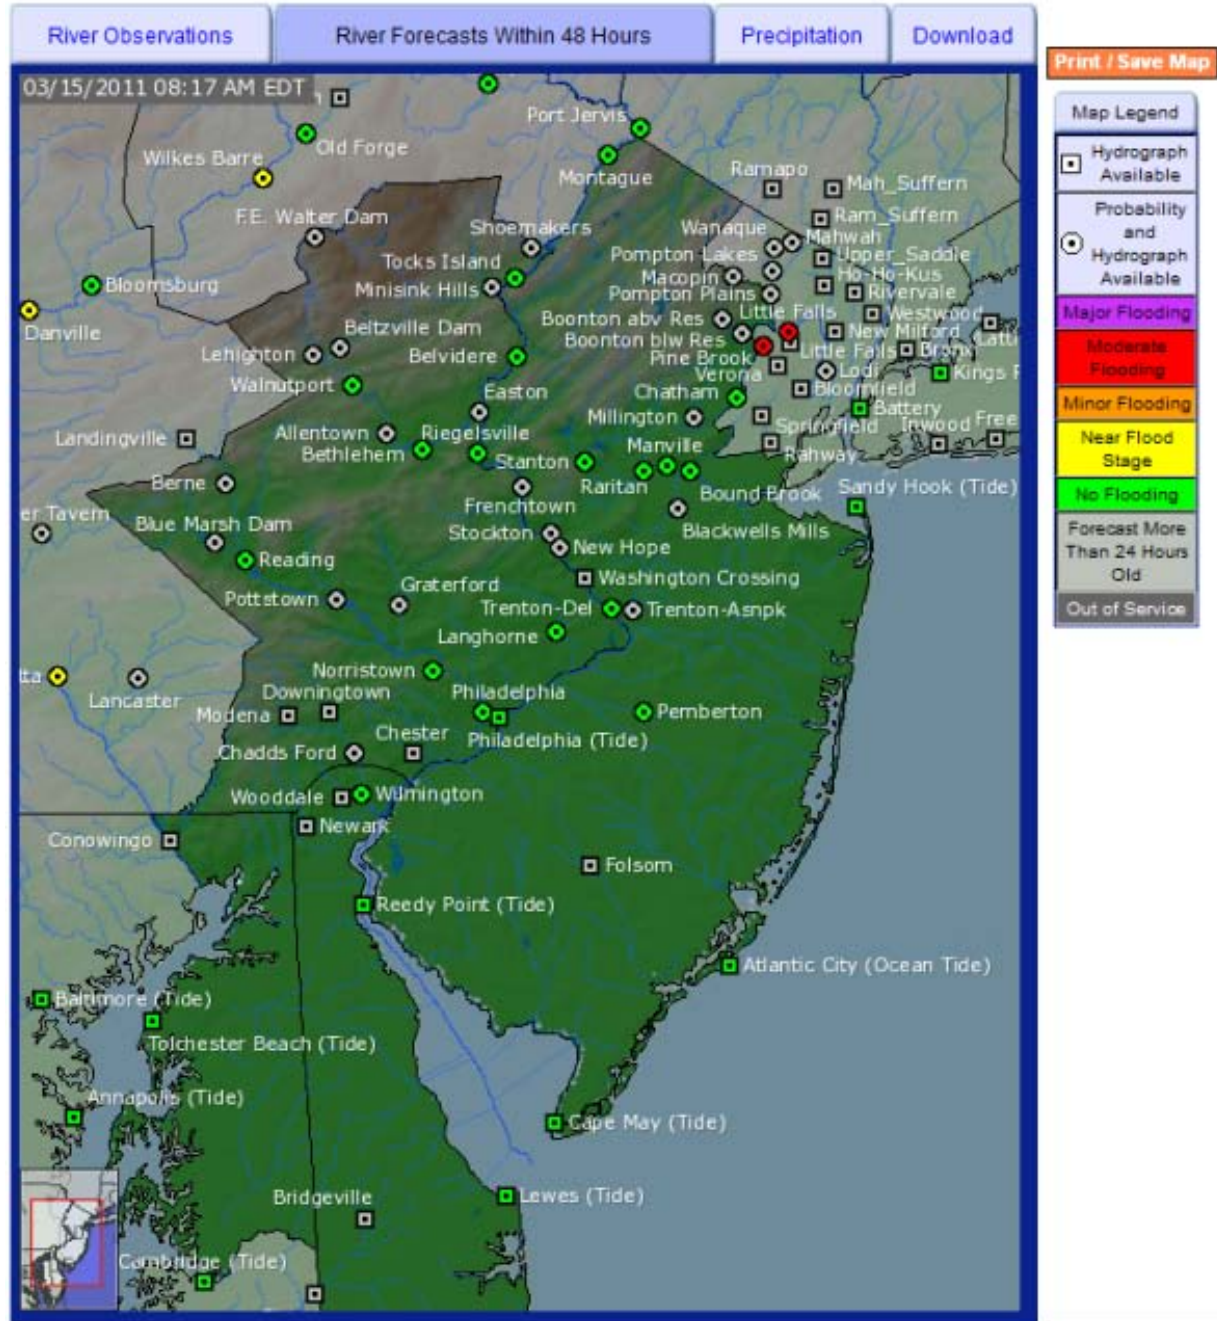 River Observations
River Forecasts Within 48 Hours
Precipitation
Download
Print / Save Map
03/15/2011 08:17 AM EDT
Map Legend
Hydrograph
Available
Probability
and
Hydrograph
Available
Major Flooding
Moderate
Flooding
Minor Flooding
Near Flood
Stage
No Flooding
Forecast More
Than 24 Hours
Old
Out of Service
Port Jervis
Old Forge
Wilkes Barre
Montague
Ramapo
Mah_Suffern
F.E. Walter Dam
Shoemakers
Wanaque
Ram_Suffern
Mahwah
Pompton Lakes
Upper_Saddle
Tocks Island
Macopin
Ho-Ho-Kus
Bloomsburg
Minisink Hills
Pompton Plains
Rivervale
Danville
Beltzville Dam
Boonton abv Res
Little Falls
Westwood
Boonton blw Res
New Milford
Lehighton
Belvidere
Pine Brook
Little Falls
Bronx
Verona
Lodi
Kings P
Walnutport
Easton
Chatham
Bloomfield
Millington
Battery
Landingville
Allentown
Riegelsville
Manville
Springfield
Inwood
Free
Bethlehem
Stanton
Rahway
Berne
Raritan
Bound Brook
Sandy Hook (Tide)
Frenchtown
er Tavern
Blue Marsh Dam
Stockton
Blackwells Mills
New Hope
Reading
Washington Crossing
Pottstown
Graterford
Trenton-Del
Trenton-Asnpk
Langhorne
Norristown
tta
Lancaster
Downingtown
Philadelphia
Modena
Pemberton
Philadelphia (Tide)
Chester
Chadds Ford
Wooddale
Wilmington
Newark
Conowingo
Folsom
Reedy Point (Tide)
Atlantic City (Ocean Tide)
Baltimore (Tide)
Tolchester Beach (Tide)
Annapolis (Tide)
Cape May (Tide)
Bridgeville
Lewes (Tide)
Cambridge (Tide)